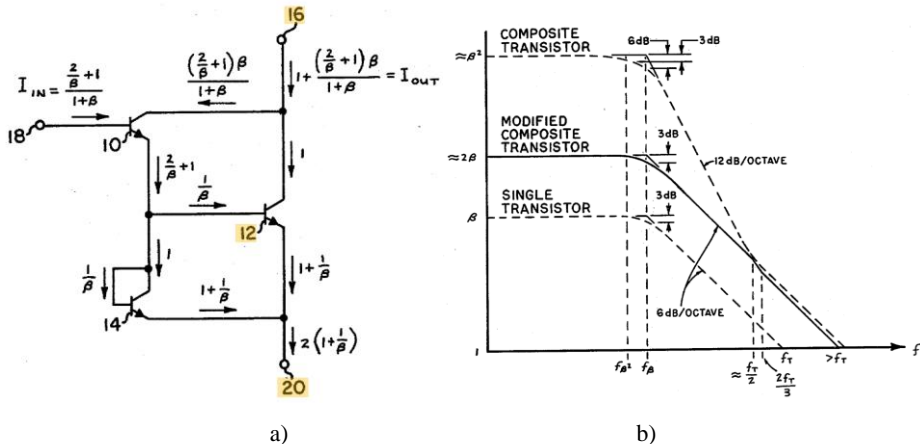 16
I_IN = (2/β + 1)/(1+β)
(2/β + 1)β/(1+β)
1 + (2/β + 1)β/(1+β) = I_OUT
18
10
2/β + 1
1
1/β
12
1
1/β
14
1 + 1/β
1 + 1/β
2(1 + 1/β)
20
a)
COMPOSITE
TRANSISTOR
≈β²
6dB
3dB
MODIFIED
COMPOSITE
TRANSISTOR
≈2β
3dB
12dB/OCTAVE
SINGLE
TRANSISTOR
β
3dB
6dB/OCTAVE
1
f_β²
f_β
≈ f_T/2
2f_T/3
f_T
>f_T
f
b)